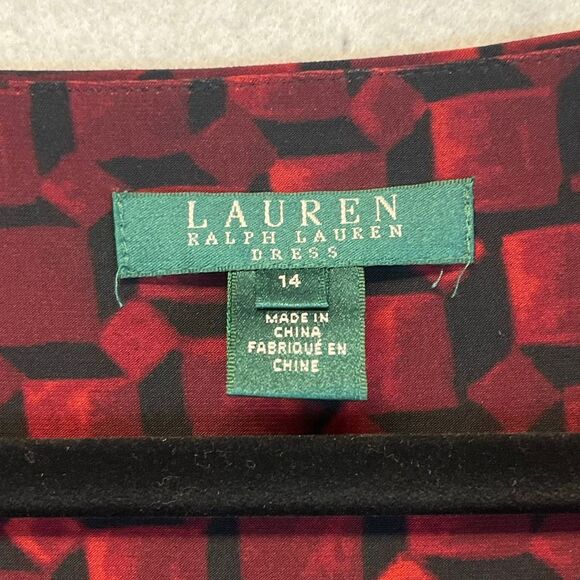 LAUREN
RALPH LAUREN
DRESS
14
MADE IN
CHINA
FABRIQUÉ EN
CHINE